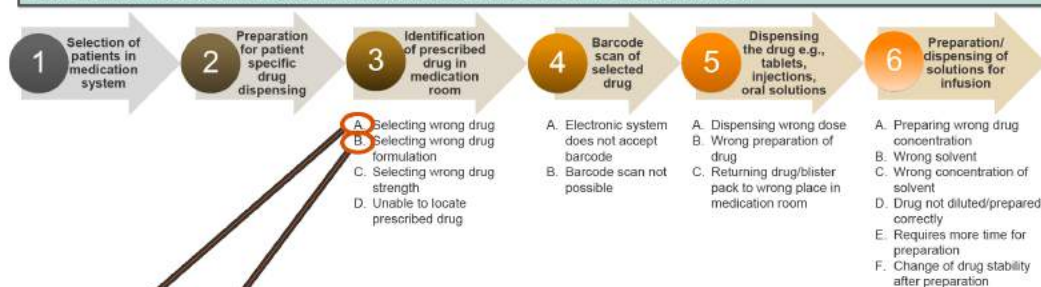 1
Selection of
patients in
medication
system
2
Preparation
for patient
specific
drug
dispensing
3
Identification
of prescribed
drug in
medication
room
4
Barcode
scan of
selected
drug
5
Dispensing
the drug e.g.,
tablets,
injections,
oral solutions
6
Preparation/
dispensing of
solutions for
infusion
A. Selecting wrong drug
B. Selecting wrong drug
formulation
C. Selecting wrong drug
strength
D. Unable to locate
prescribed drug
A. Electronic system
does not accept
barcode
B. Barcode scan not
possible
A. Dispensing wrong dose
B. Wrong preparation of
drug
C. Returning drug/blister
pack to wrong place in
medication room
A. Preparing wrong drug
concentration
B. Wrong solvent
C. Wrong concentration of
solvent
D. Drug not diluted/prepared
correctly
E. Requires more time for
preparation
F. Change of drug stability
after preparation